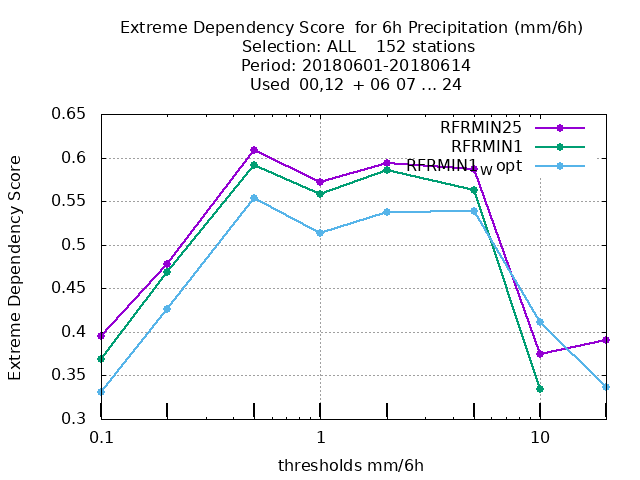 Extreme Dependency Score  for 6h Precipitation (mm/6h)
Selection: ALL    152 stations
Period: 20180601-20180614
Used  00,12  + 06 07 ... 24
RFRMIN25
RFRMIN1
RFRMIN1w opt
Extreme Dependency Score
0.65
0.6
0.55
0.5
0.45
0.4
0.35
0.3
0.1 1 10
thresholds mm/6h